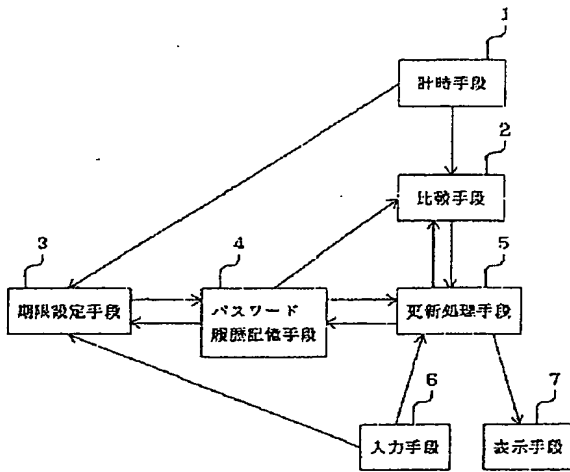 1
計時手段
2
比較手段
3
期限設定手段
4
パスワード
履歴記憶手段
5
更新処理手段
6
入力手段
7
表示手段